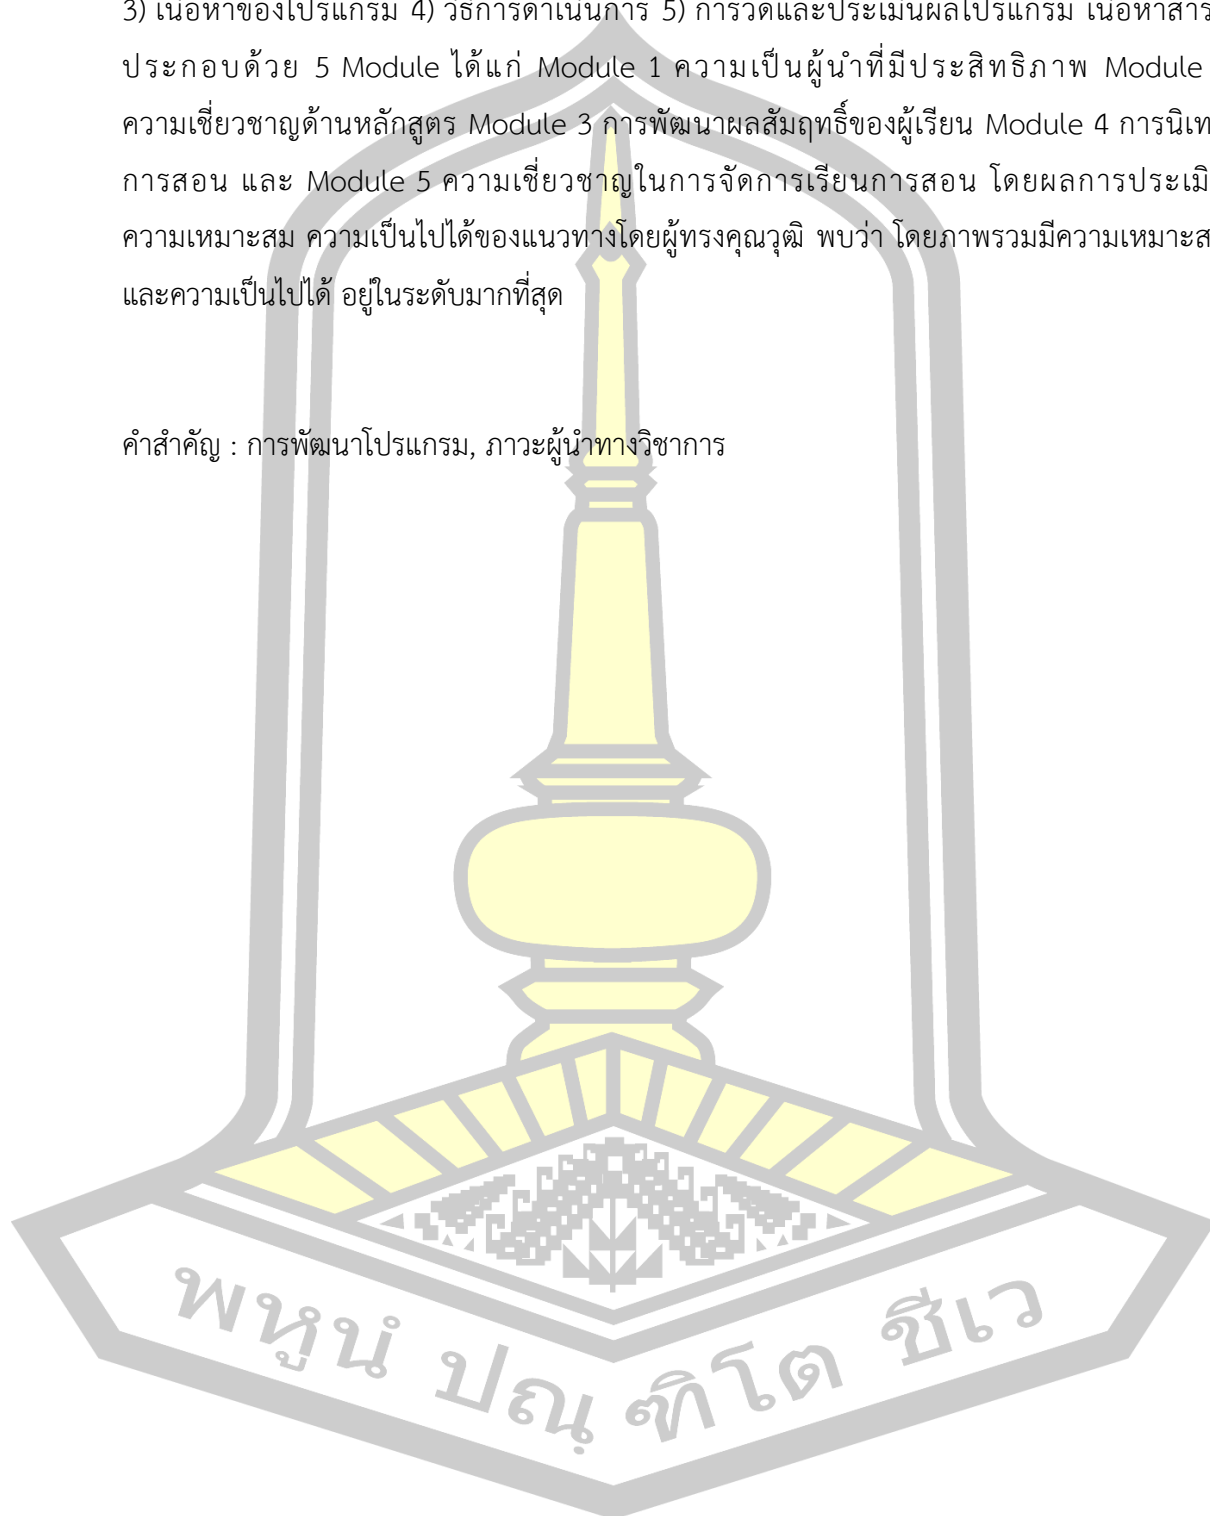 3) เนื้อหาของโปรแกรม 4) วิธีการดำเนินการ 5) การวัดและประเมินผลโปรแกรม เนื้อหาสาร
ประกอบด้วย 5 Module ได้แก่ Module 1 ความเป็นผู้นำที่มีประสิทธิภาพ Module
ความเชี่ยวชาญด้านหลักสูตร Module 3 การพัฒนาผลสัมฤทธิ์ของผู้เรียน Module 4 การนิเท
การสอน และ Module 5 ความเชี่ยวชาญในการจัดการเรียนการสอน โดยผลการประเมิ
ความเหมาะสม ความเป็นไปได้ของแนวทางโดยผู้ทรงคุณวุฒิ พบว่า โดยภาพรวมมีความเหมาะส
และความเป็นไปได้ อยู่ในระดับมากที่สุด
คำสำคัญ : การพัฒนาโปรแกรม, ภาวะผู้นำทางวิชาการ
พหูนํ ปณฺฑิโต ชีเว